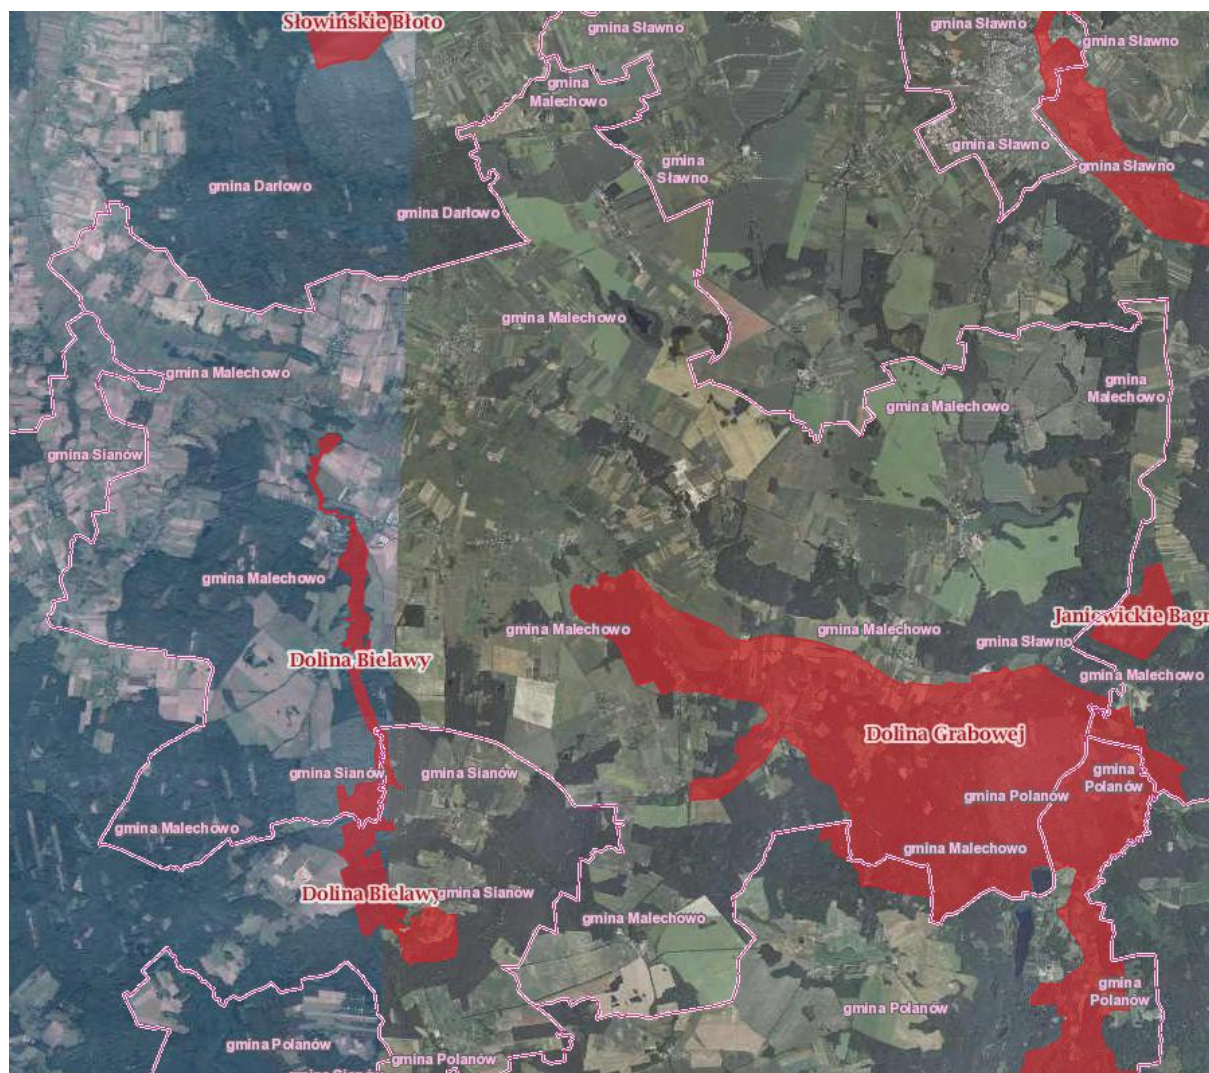 Słowińskie Błoto
gmina Sławno
gmina Sławno
gmina Sławno
gmina
Malechowo
gmina Sławno
gmina
Sławno
gmina Sławno
gmina Darłowo
gmina Darłowo
gmina Malechowo
gmina Malechowo
gmina
Malechowo
gmina Malechowo
gmina Sianów
gmina Malechowo
Janiewickie Bagn
gmina Malechowo
gmina Malechowo
gmina Sławno
Dolina Bielawy
gmina Malechowo
Dolina Grabowej
gmina Sianów
gmina Sianów
gmina
Polanów
gmina Polanów
gmina Malechowo
gmina Malechowo
Dolina Bielawy
gmina Sianów
gmina Malechowo
gmina
Polanów
gmina Polanów
gmina Polanów
gmina Polanów